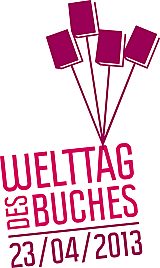 WELTTAG
DES BUCHES
23/04/2013